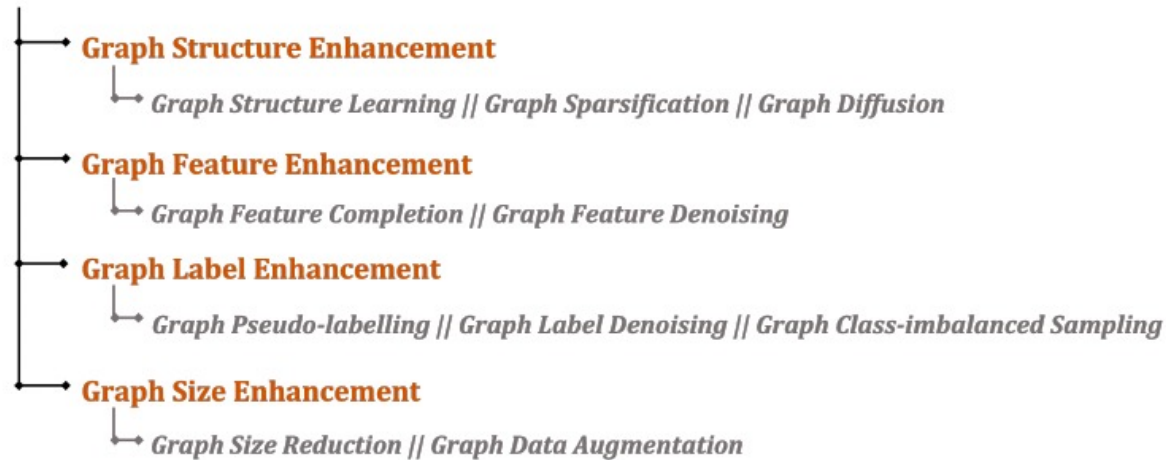 Graph Structure Enhancement
Graph Structure Learning // Graph Sparsification // Graph Diffusion
Graph Feature Enhancement
Graph Feature Completion // Graph Feature Denoising
Graph Label Enhancement
Graph Pseudo-labelling // Graph Label Denoising // Graph Class-imbalanced Sampling
Graph Size Enhancement
Graph Size Reduction // Graph Data Augmentation